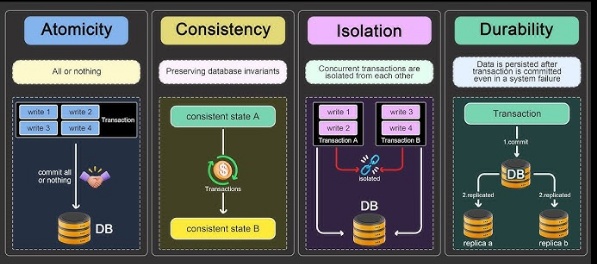 Atomicity
All or nothing
write 1
write 2
write 3
write 4
Transaction
commit all
or nothing
DB
Consistency
Preserving database invariants
consistent state A
Transactions
consistent state B
Isolation
Concurrent transactions are
isolated from each other
write 1
write 2
Transaction A
write 3
write 4
Transaction B
isolated
DB
Durability
Data is persisted after
transaction is committed
even in a system failure
Transaction
1.commit
DB
2.replicated
2.replicated
replica a
replica b